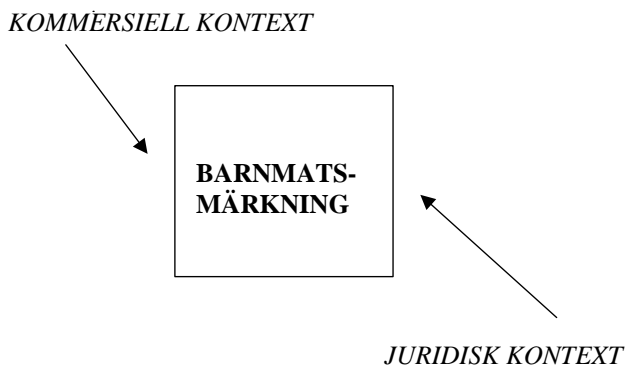 KOMMERSIELL KONTEXT
BARNMATS-
MÄRKNING
JURIDISK KONTEXT